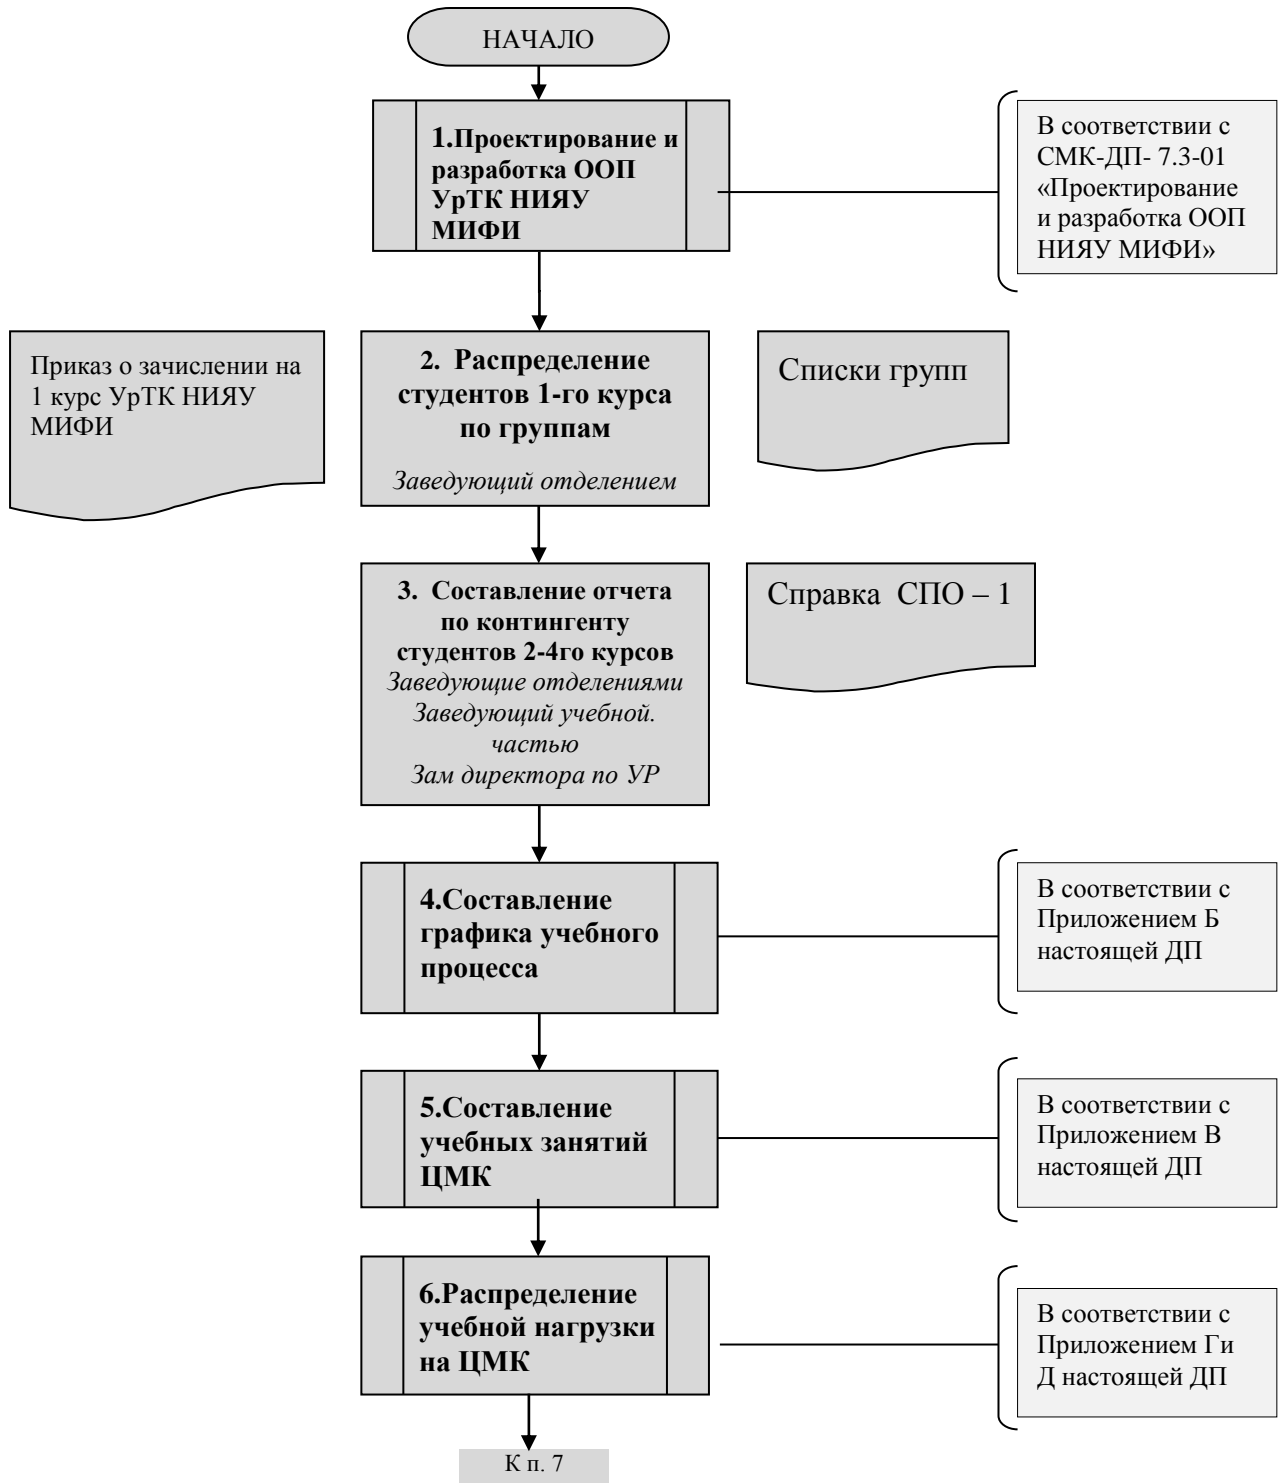 НАЧАЛО
1.Проектирование и
разработка ООП
УрТК НИЯУ
МИФИ
В соответствии с
СМК-ДП- 7.3-01
«Проектирование
и разработка ООП
НИЯУ МИФИ»
Приказ о зачислении на
1 курс УрТК НИЯУ
МИФИ
2. Распределение
студентов 1-го курса
по группам
Заведующий отделением
Списки групп
3. Составление отчета
по контингенту
студентов 2-4го курсов
Заведующие отделениями
Заведующий учебной.
частью
Зам директора по УР
Справка СПО – 1
4.Составление
графика учебного
процесса
В соответствии с
Приложением Б
настоящей ДП
5.Составление
учебных занятий
ЦМК
В соответствии с
Приложением В
настоящей ДП
6.Распределение
учебной нагрузки
на ЦМК
В соответствии с
Приложением Ги
Д настоящей ДП
К п. 7